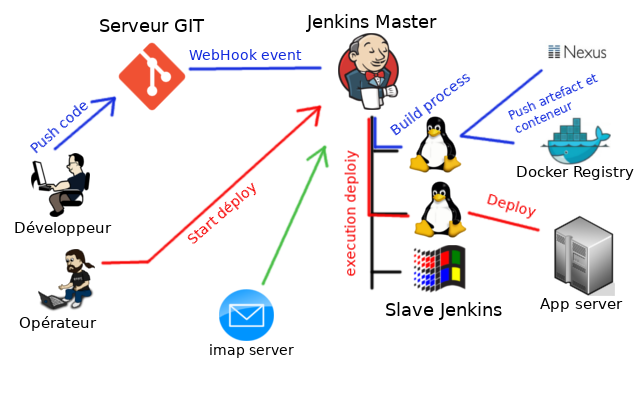 Serveur GIT
Jenkins Master
WebHook event
Nexus
Push code
Build process
Push artefact et
conteneur
Docker Registry
Développeur
Start déploy
execution deploiy
Deploy
Opérateur
imap server
Slave Jenkins
App server